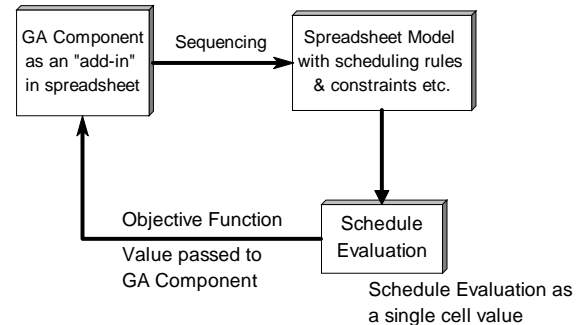 GA Component
as an "add-in"
in spreadsheet
Sequencing
Spreadsheet Model
with scheduling rules
& constraints etc.
Objective Function
Value passed to
GA Component
Schedule
Evaluation
Schedule Evaluation as
a single cell value